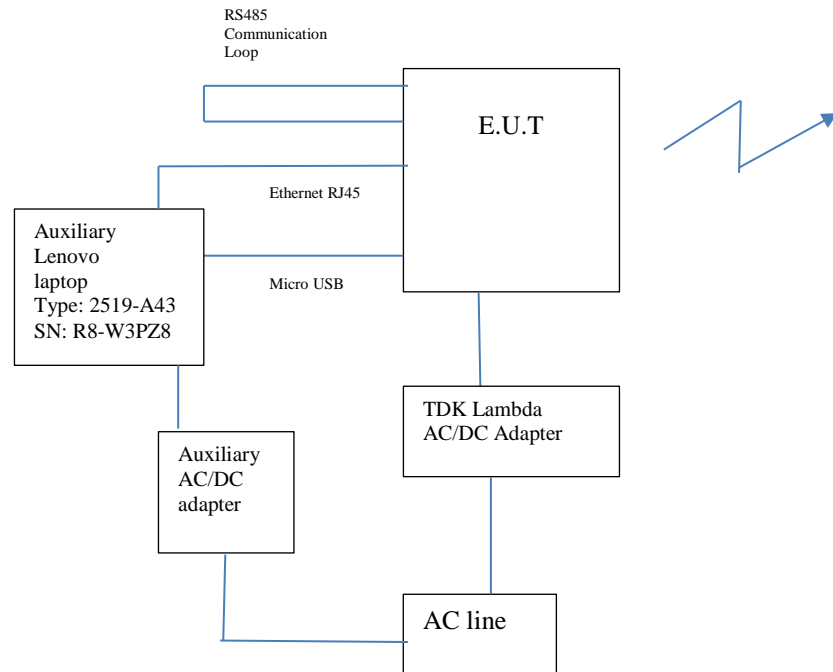 RS485
Communication
Loop
E.U.T
Ethernet RJ45
Auxiliary
Lenovo
laptop
Type: 2519-A43
SN: R8-W3PZ8
Micro USB
TDK Lambda
AC/DC Adapter
Auxiliary
AC/DC
adapter
AC line